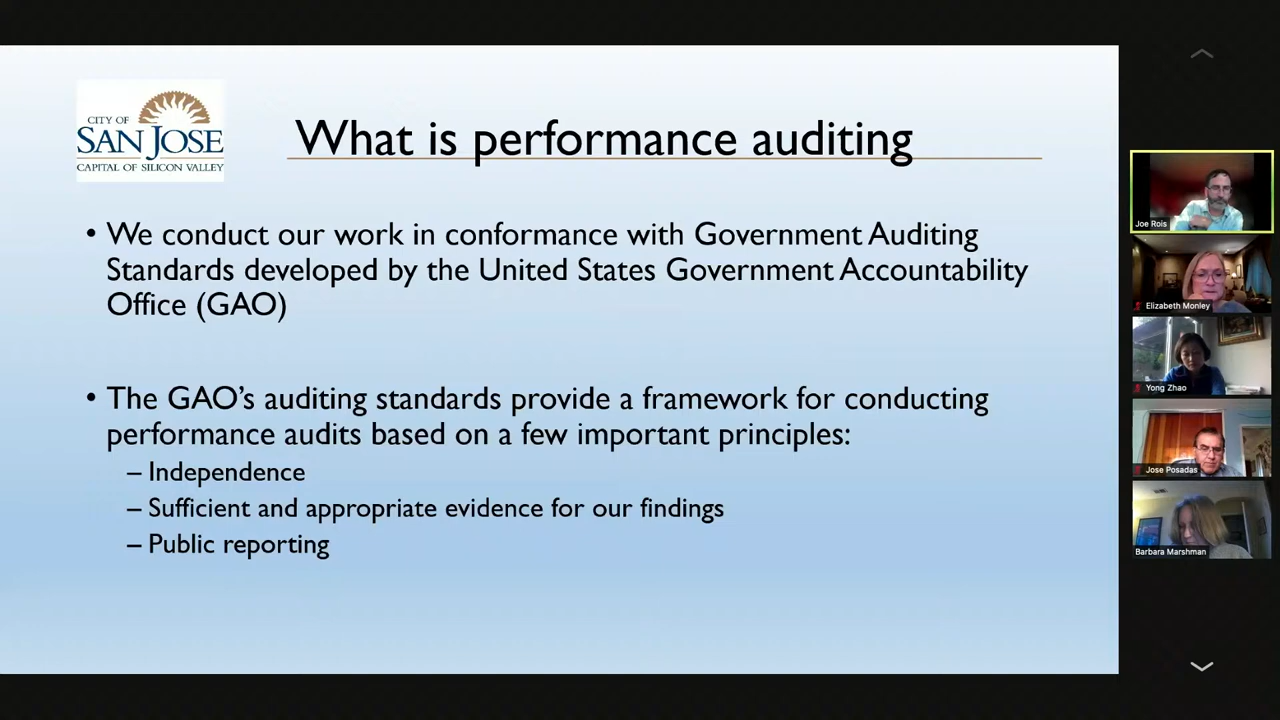 CITY OF
SAN JOSE
CAPITAL OF SILICON VALLEY
What is performance auditing
• We conduct our work in conformance with Government Auditing
Standards developed by the United States Government Accountability
Office (GAO)
• The GAO’s auditing standards provide a framework for conducting
performance audits based on a few important principles:
– Independence
– Sufficient and appropriate evidence for our findings
– Public reporting
Joe Rois
Elizabeth Monley
Yong Zhao
Jose Posadas
Barbara Marshman